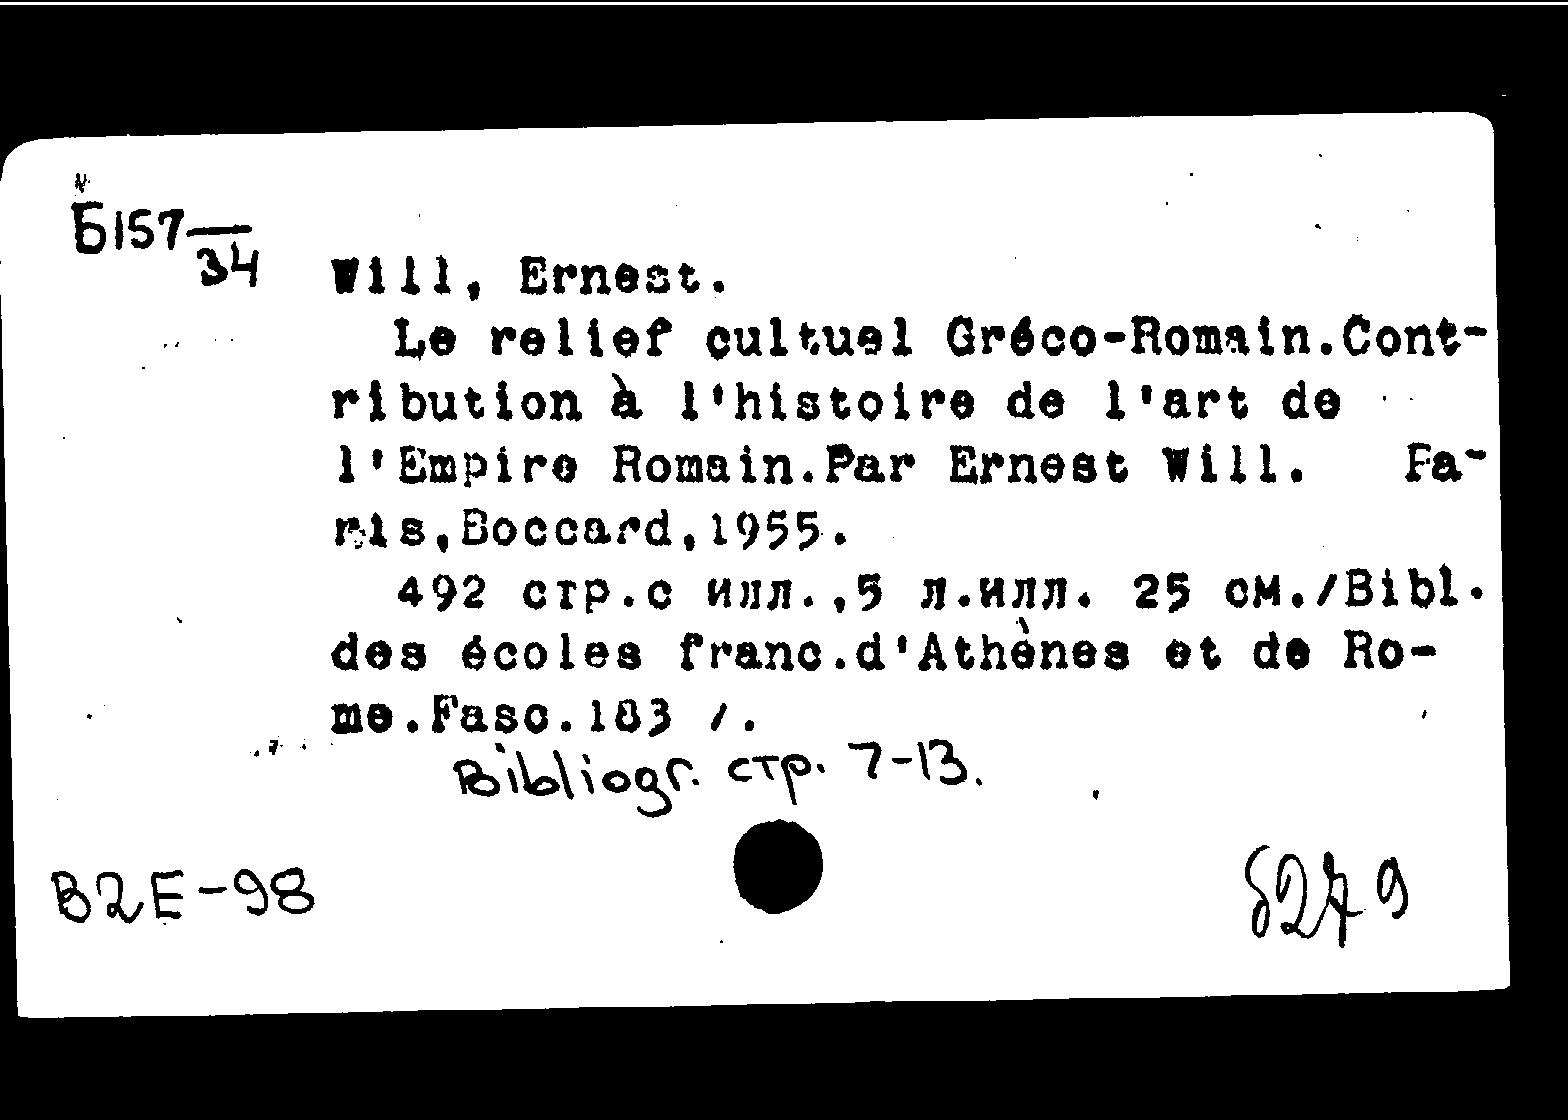 Б157
34
Will, Ernest.
Le relief cultuel Gréco-Romain.Cont-
ribution à l'histoire de l'art de
l'Empire Romain.Par Ernest Will. Pa-
ris,Boccard,1955.
492 стр.с илл.,5 л.илл. 25 см./Bibl.
des écoles franc.d'Athènes et de Ro-
me.Fasc.183 /.
Bibliogr. стр. 7-13.
B2E-98